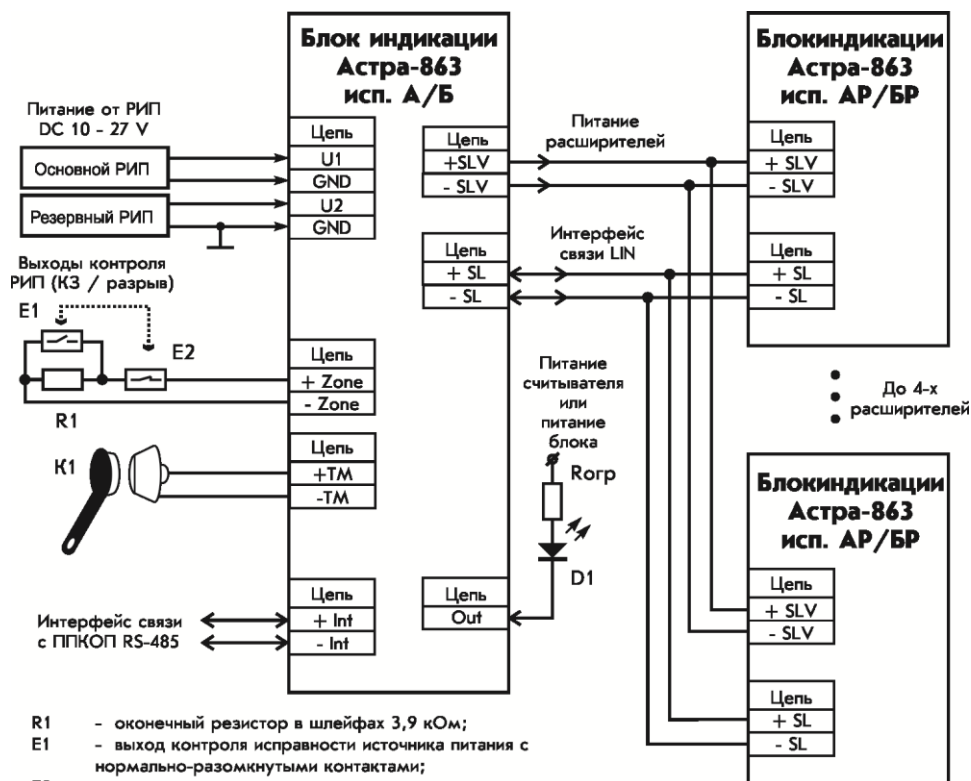 Блок индикации
Астра-863
исп. А/Б
Питание от РИП
DC 10 - 27 V
Основной РИП
Резервный РИП
Цепь
U1
GND
U2
GND
Цепь
+SLV
- SLV
Питание
расширителей
Блокиндикации
Астра-863
исп. АР/БР
Цепь
+ SLV
- SLV
Интерфейс
связи LIN
Цепь
+ SL
- SL
Цепь
+ SL
- SL
Выходы контроля
РИП (КЗ / разрыв)
E1
E2
R1
Цепь
+ Zone
- Zone
К1
Цепь
+TM
-TM
Питание
считывателя
или
питание
блока
Rогр
D1
До 4-х
расширителей
Блокиндикации
Астра-863
исп. АР/БР
Цепь
+ SLV
- SLV
Цепь
+ SL
- SL
Интерфейс связи
с ППКОП RS-485
Цепь
+ Int
- Int
Цепь
Out
R1 - оконечный резистор в шлейфах 3,9 кОм;
E1 - выход контроля исправности источника питания с
нормально-разомкнутыми контактами;